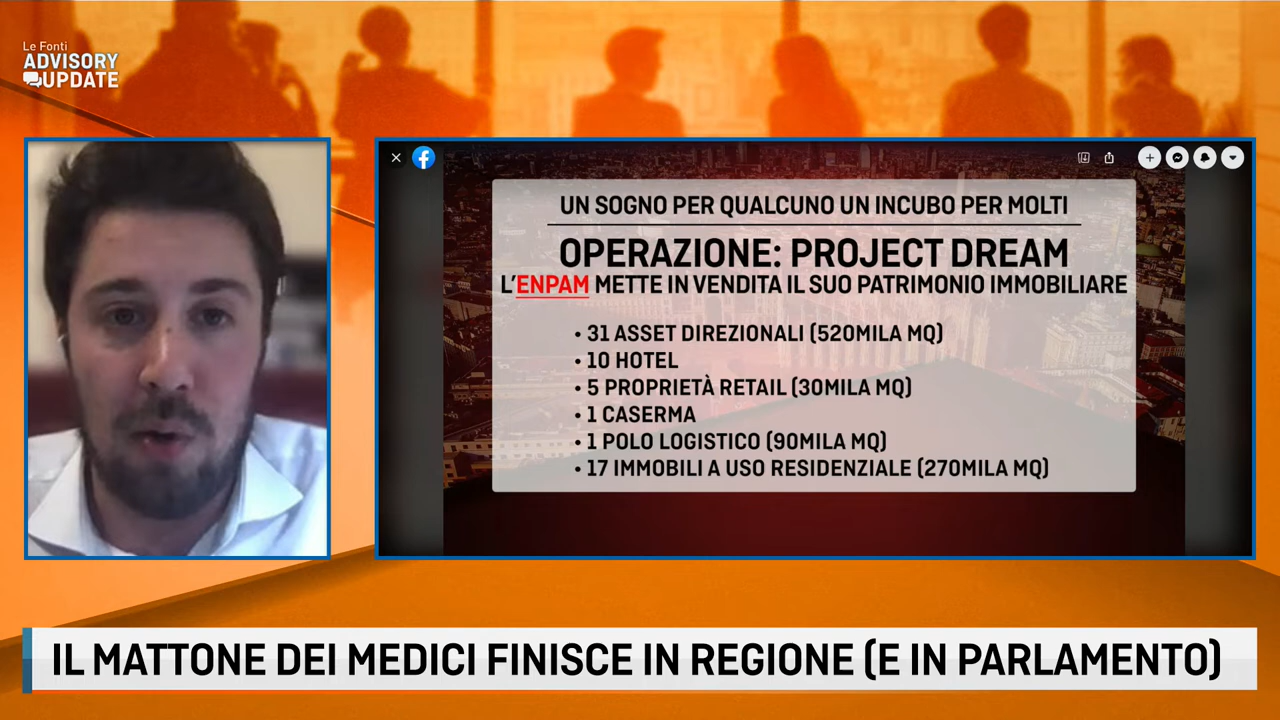 Le Fonti
ADVISORY
UPDATE
UN SOGNO PER QUALCUNO UN INCUBO PER MOLTI
OPERAZIONE: PROJECT DREAM
L'ENPAM METTE IN VENDITA IL SUO PATRIMONIO IMMOBILIARE
• 31 ASSET DIREZIONALI (520MILA MQ)
• 10 HOTEL
• 5 PROPRIETÀ RETAIL (30MILA MQ)
• 1 CASERMA
• 1 POLO LOGISTICO (90MILA MQ)
• 17 IMMOBILI A USO RESIDENZIALE (270MILA MQ)
IL MATTONE DEI MEDICI FINISCE IN REGIONE (E IN PARLAMENTO)